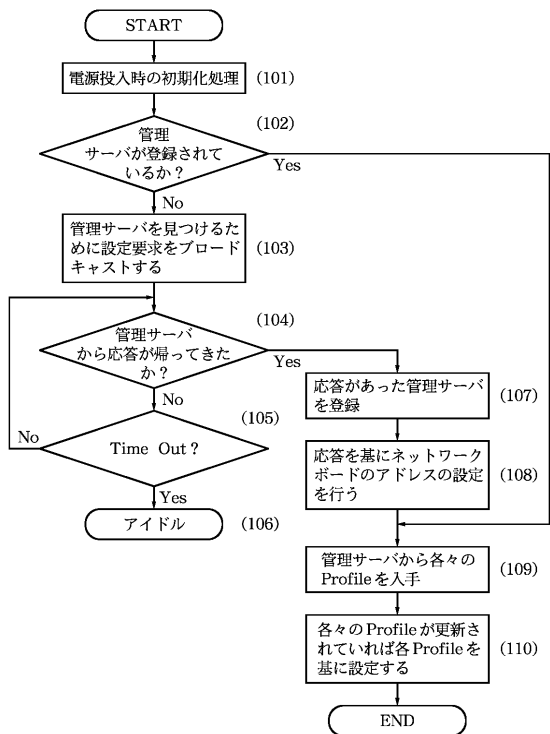 START
電源投入時の初期化処理
(101)
(102)
管理
サーバが登録されて
いるか？
Yes
No
管理サーバを見つけるた
めに設定要求をブロード
キャストする
(103)
(104)
管理サーバ
から応答が帰ってきた
か？
Yes
No
(105)
Time Out？
No
Yes
アイドル
(106)
応答があった管理サーバ
を登録
(107)
応答を基にネットワーク
ボードのアドレスの設定
を行う
(108)
管理サーバから各々の
Profileを入手
(109)
各々のProfileが更新さ
れていれば各Profileを
基に設定する
(110)
END